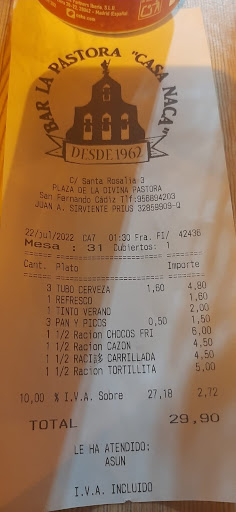 BAR LA PASTORA "CASA NACA"
DESDE 1962
C/ Santa Rosalia 3
PLAZA DE LA DIVINA PASTORA
San Fernando Cádiz Tlf:956894203
JUAN A. SIRVIENTE PRIUS 32859909-Q
22/jul/2022 CA7 01:30 Fra. FI/ 42436
Mesa : 31 Cubiertos: 1
Cant. Plato Importe
3 TUBO CERVEZA 1,60 4,80
1 REFRESCO 1,60
1 TINTO VERANO 2,00
3 PAN Y PICOS 0,50 1,50
1 1/2 Racion CHOCOS FRI 6,00
1 1/2 Racion CAZON 4,50
1 1/2 RACION CARRILLADA 4,50
1 1/2 Racion TORTILLITA 5,00
10,00 % I.V.A. Sobre 27,18 2,72
TOTAL 29,90
LE HA ATENDIDO:
ASUN
I.V.A. INCLUIDO